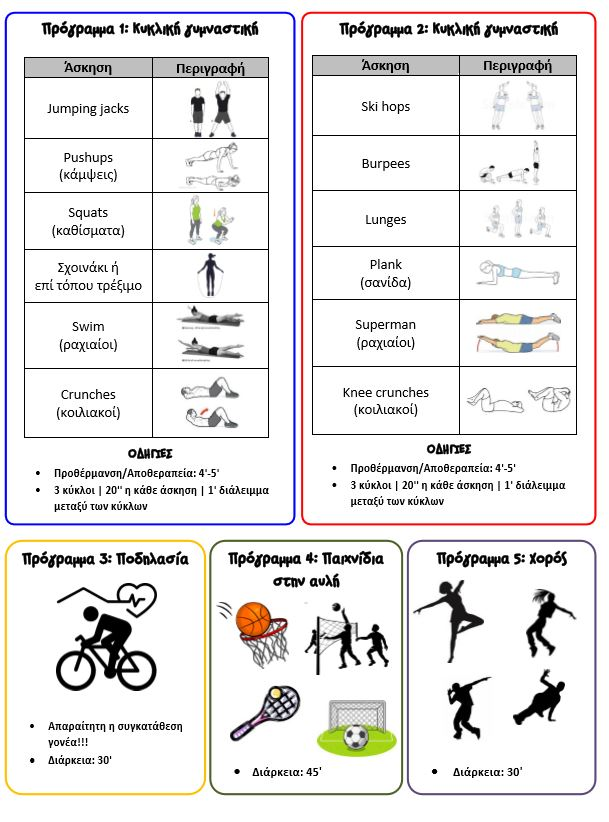 Πρόγραμμα 1: Κυκλική γυμναστική
Άσκηση Περιγραφή
Jumping jacks
Pushups
(κάμψεις)
Squats
(καθίσματα)
Σχοινάκι ή
επί τόπου τρέξιμο
Swim
(ραχιαίοι)
Crunches
(κοιλιακοί)
ΟΔΗΓΙΕΣ
• Προθέρμανση/Αποθεραπεία: 4'-5'
• 3 κύκλοι | 20'' η κάθε άσκηση | 1' διάλειμμα
μεταξύ των κύκλων
Πρόγραμμα 2: Κυκλική γυμναστική
Άσκηση Περιγραφή
Ski hops
Burpees
Lunges
Plank
(σανίδα)
Superman
(ραχιαίοι)
Knee crunches
(κοιλιακοί)
ΟΔΗΓΙΕΣ
• Προθέρμανση/Αποθεραπεία: 4'-5'
• 3 κύκλοι | 20'' η κάθε άσκηση | 1' διάλειμμα
μεταξύ των κύκλων
Πρόγραμμα 3: Ποδηλασία
• Απαραίτητη η συγκατάθεση
γονέα!!!
• Διάρκεια: 30'
Πρόγραμμα 4: Παιχνίδια
στην αυλή
• Διάρκεια: 45'
Πρόγραμμα 5: Χορός
• Διάρκεια: 30'